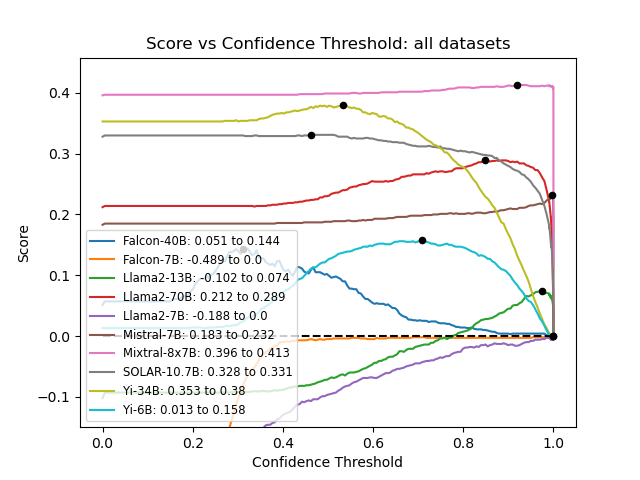 Score vs Confidence Threshold: all datasets
Score
0.4
0.3
0.2
0.1
0.0
−0.1
Falcon-40B: 0.051 to 0.144
Falcon-7B: -0.489 to 0.0
Llama2-13B: -0.102 to 0.074
Llama2-70B: 0.212 to 0.289
Llama2-7B: -0.188 to 0.0
Mistral-7B: 0.183 to 0.232
Mixtral-8x7B: 0.396 to 0.413
SOLAR-10.7B: 0.328 to 0.331
Yi-34B: 0.353 to 0.38
Yi-6B: 0.013 to 0.158
0.0 0.2 0.4 0.6 0.8 1.0
Confidence Threshold